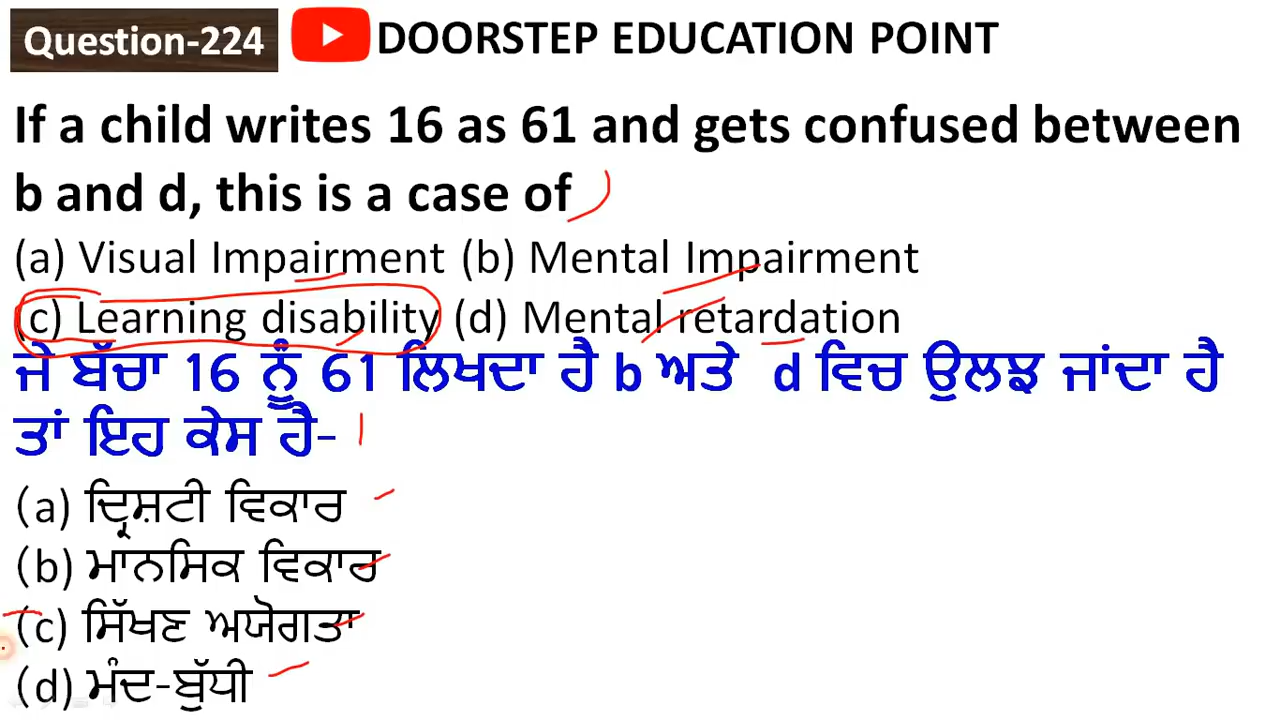 Question-224 DOORSTEP EDUCATION POINT
If a child writes 16 as 61 and gets confused between
b and d, this is a case of
(a) Visual Impairment (b) Mental Impairment
(c) Learning disability (d) Mental retardation
ਜੇ ਬੱਚਾ 16 ਨੂੰ 61 ਲਿਖਦਾ ਹੈ b ਅਤੇ d ਵਿਚ ਉਲਝ ਜਾਂਦਾ ਹੈ
ਤਾਂ ਇਹ ਕੇਸ ਹੈ-
(a) ਦ੍ਰਿਸ਼ਟੀ ਵਿਕਾਰ
(b) ਮਾਨਸਿਕ ਵਿਕਾਰ
(c) ਸਿੱਖਣ ਅਯੋਗਤਾ
(d) ਮੰਦ-ਬੁੱਧੀ